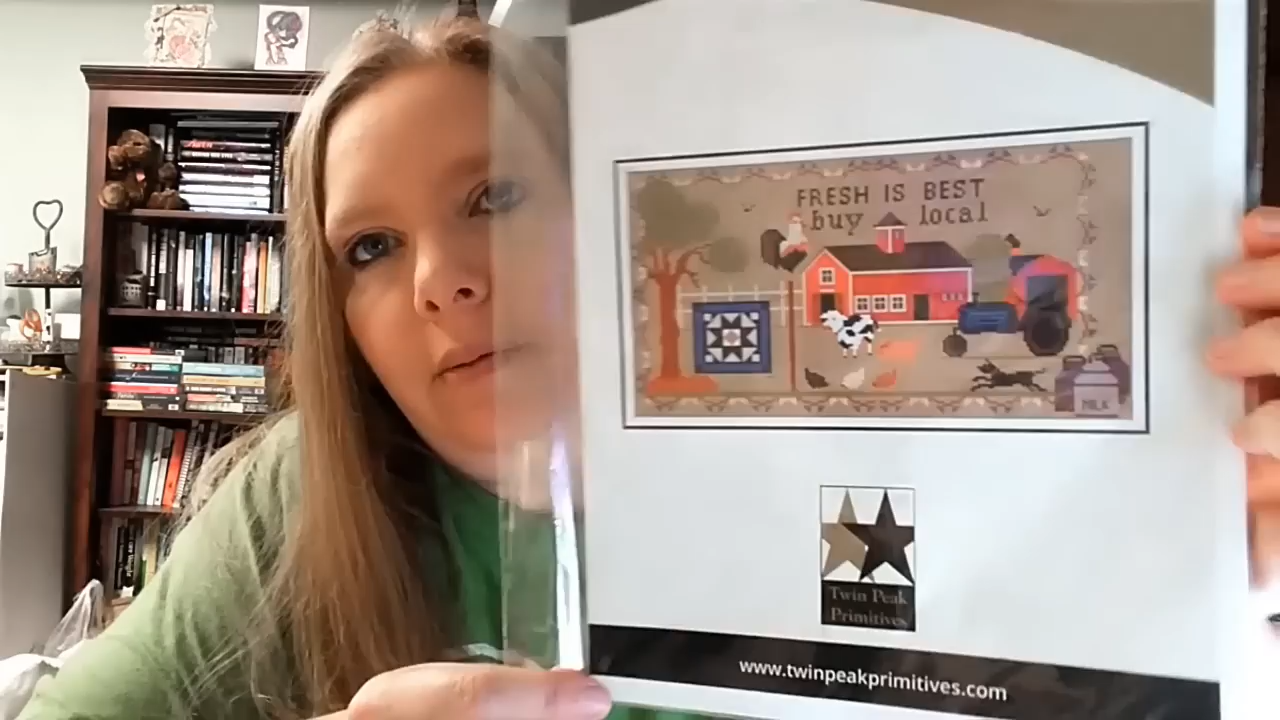 FRESH IS BEST
buy local
MILK
Twin Peak
Primitives
www.twinpeakprimitives.com